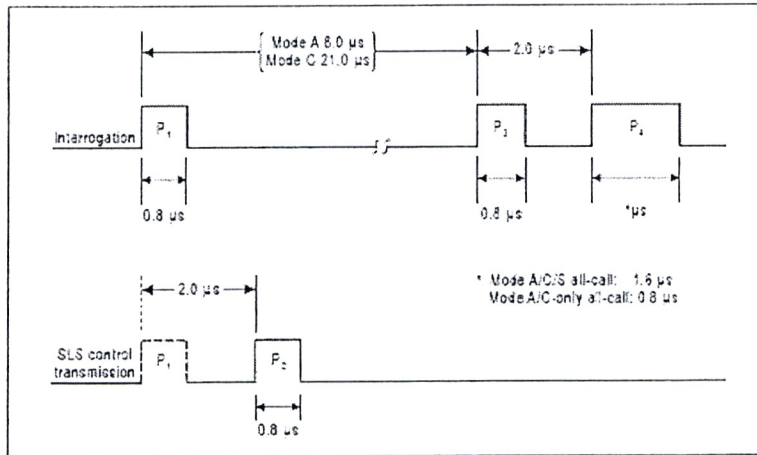 Mode A 8.0 µs
Mode C 21.0 µs
2.0 µs
Interrogation
P₁
P₃
P₄
0.8 µs
0.8 µs
*µs
2.0 µs
* Mode A/C/S all-call: 1.6 µs
Mode A/C-only all-call: 0.8 µs
SLS control
transmission
P₁
P₂
0.8 µs